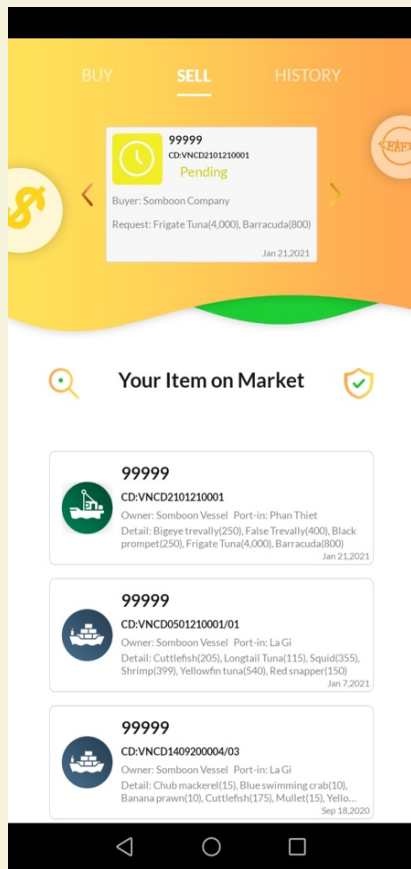 BUY SELL HISTORY
99999
CD:VNCD2101210001
Pending
Buyer: Somboon Company
Request: Frigate Tuna(4,000), Barracuda(800)
Jan 21,2021
$
Your Item on Market
99999
CD:VNCD2101210001
Owner: Somboon Vessel Port-in: Phan Thiet
Detail: Bigeye trevally(250), False Trevally(400), Black
prompet(250), Frigate Tuna(4,000), Barracuda(800)
Jan 21,2021
99999
CD:VNCD0501210001/01
Owner: Somboon Vessel Port-in: La Gi
Detail: Cuttlefish(205), Longtail Tuna(115), Squid(355),
Shrimp(399), Yellowfin tuna(540), Red snapper(150)
Jan 7,2021
99999
CD:VNCD1409200004/03
Owner: Somboon Vessel Port-in: La Gi
Detail: Chub mackerel(15), Blue swimming crab(10),
Banana prawn(10), Cuttlefish(175), Mullet(15), Yello...
Sep 18,2020